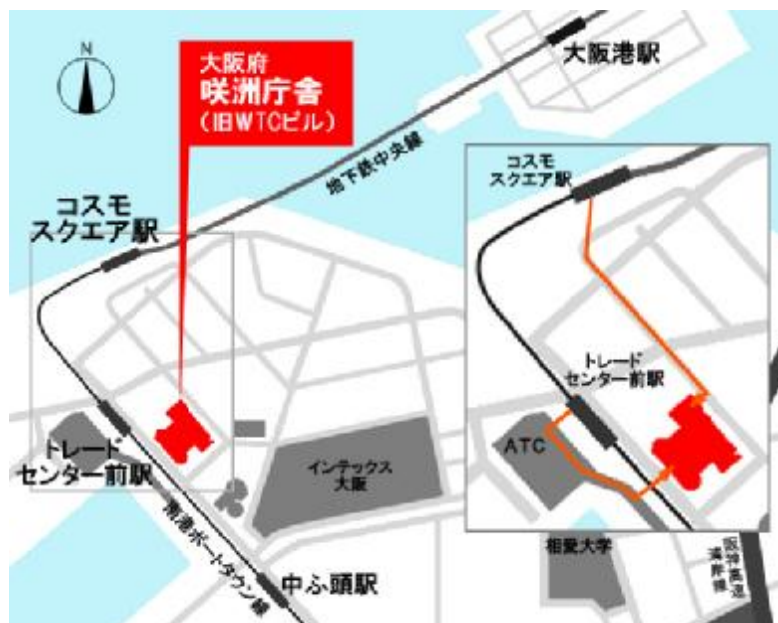 N
大阪府
咲洲庁舎
(旧WTCビル)
大阪港駅
地下鉄中央線
コスモ
スクエア駅
コスモ
スクエア駅
トレード
センター前駅
ATC
トレード
センター前駅
インテックス
大阪
南港ポートタウン線
中ふ頭駅
相愛大学
阪神高速
湾岸線